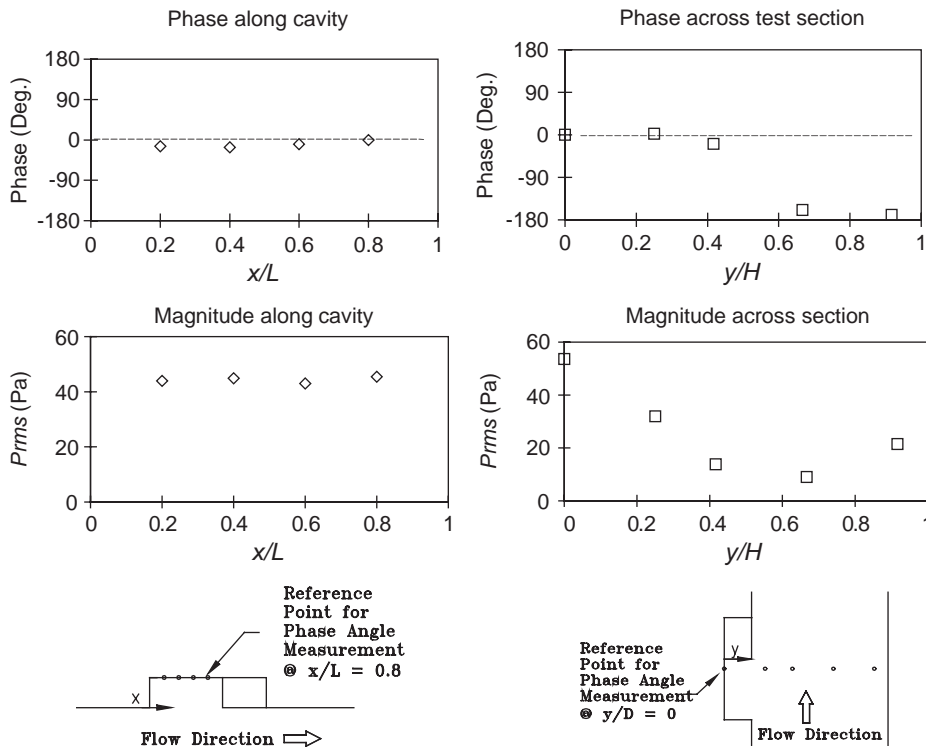 Phase along cavity
180
90
0
-90
-180
Phase (Deg.)
0
0.2
0.4
0.6
0.8
1
x/L
Phase across test section
180
90
0
-90
-180
Phase (Deg.)
0
0.2
0.4
0.6
0.8
1
y/H
Magnitude along cavity
60
40
20
0
Prms (Pa)
0
0.2
0.4
0.6
0.8
1
x/L
Magnitude across section
60
40
20
0
Prms (Pa)
0
0.2
0.4
0.6
0.8
1
y/H
Reference
Point for
Phase Angle
Measurement
@ x/L = 0.8
X
Flow Direction
Reference
Point for
Phase Angle
Measurement
@ y/D = 0
y
Flow Direction